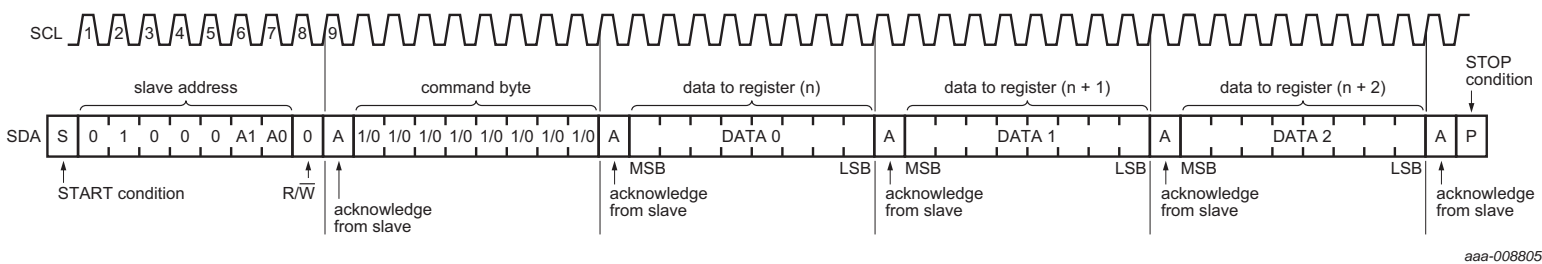 SCL 1 2 3 4 5 6 7 8 9
STOP
condition
slave address command byte data to register (n) data to register (n + 1) data to register (n + 2)
SDA S 0 1 0 0 0 A1 A0 0 A 1/0 1/0 1/0 1/0 1/0 1/0 1/0 1/0 A DATA 0 A DATA 1 A DATA 2 A P
MSB LSB MSB LSB MSB LSB
START condition R/W̅
acknowledge
from slave
acknowledge
from slave
acknowledge
from slave
acknowledge
from slave
acknowledge
from slave
aaa-008805